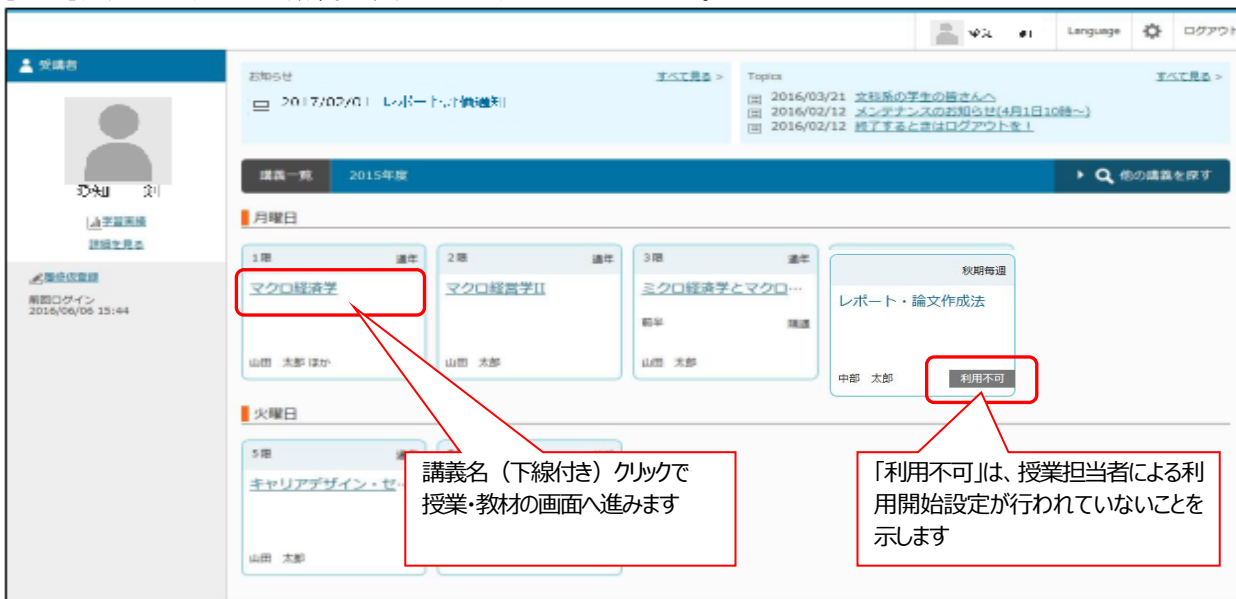 Language
ログアウト
受講者
学習実績
詳細を見る
前回ログイン
2016/06/06 15:44
お知らせ
すべて見る >
2017/02/01
Topics
すべて見る >
2016/03/21 文科系の学生の皆さんへ
2016/02/12 メンテナンスのお知らせ(4月1日10時～)
2016/02/12 終了するときはログアウトを！
講義一覧 2015年度
他の講義を探す
月曜日
1限 通年
マクロ経済学
山田 太郎 ほか
2限 通年
マクロ経営学II
山田 太郎
3限 通年
ミクロ経済学とマクロ…
前半 隔週
山田 太郎
秋期毎週
レポート・論文作成法
中部 太郎 利用不可
火曜日
5限
キャリアデザイン・セ
山田 太郎
講義名（下線付き）クリックで
授業・教材の画面へ進みます
「利用不可」は、授業担当者による利
用開始設定が行われていないことを
示します